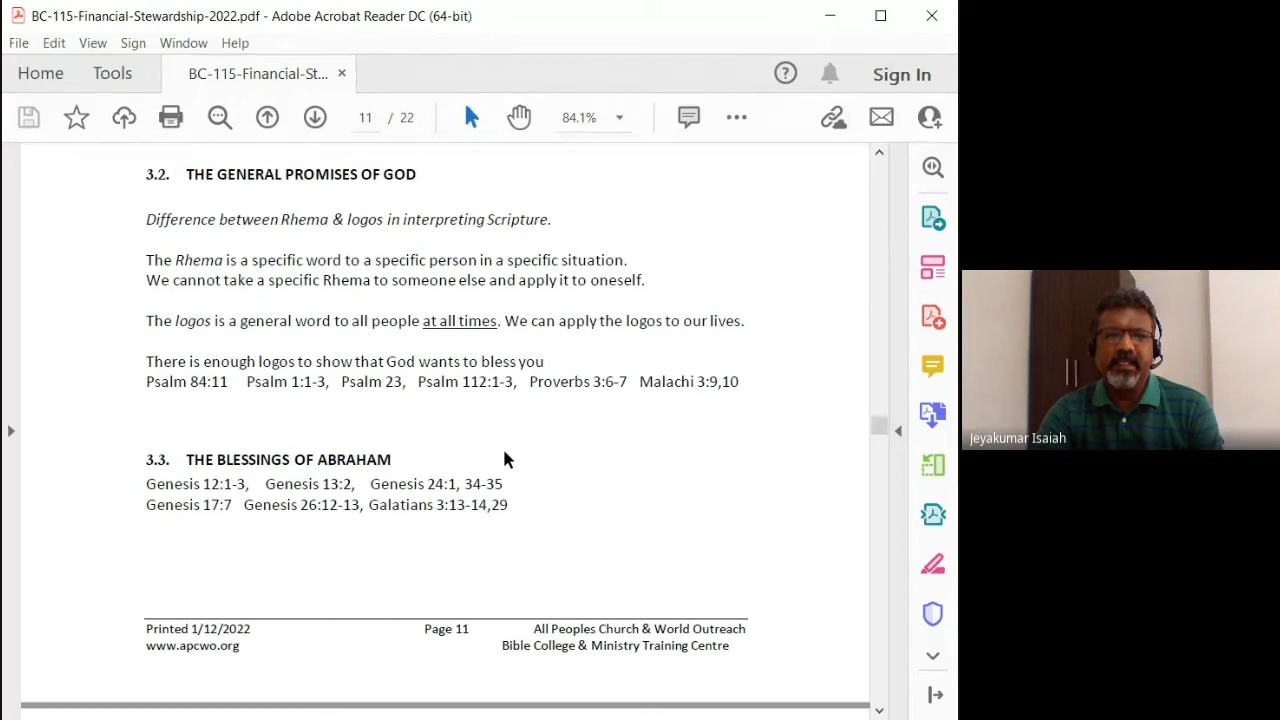 BC-115-Financial-Stewardship-2022.pdf - Adobe Acrobat Reader DC (64-bit)
File Edit View Sign Window Help
Home Tools BC-115-Financial-St... × Sign In
11 / 22 84.1%
3.2. THE GENERAL PROMISES OF GOD
Difference between Rhema & logos in interpreting Scripture.
The Rhema is a specific word to a specific person in a specific situation.
We cannot take a specific Rhema to someone else and apply it to oneself.
The logos is a general word to all people at all times. We can apply the logos to our lives.
There is enough logos to show that God wants to bless you
Psalm 84:11 Psalm 1:1-3, Psalm 23, Psalm 112:1-3, Proverbs 3:6-7 Malachi 3:9,10
3.3. THE BLESSINGS OF ABRAHAM
Genesis 12:1-3, Genesis 13:2, Genesis 24:1, 34-35
Genesis 17:7 Genesis 26:12-13, Galatians 3:13-14,29
Printed 1/12/2022 Page 11 All Peoples Church & World Outreach
www.apcwo.org Bible College & Ministry Training Centre
Jeyakumar Isaiah